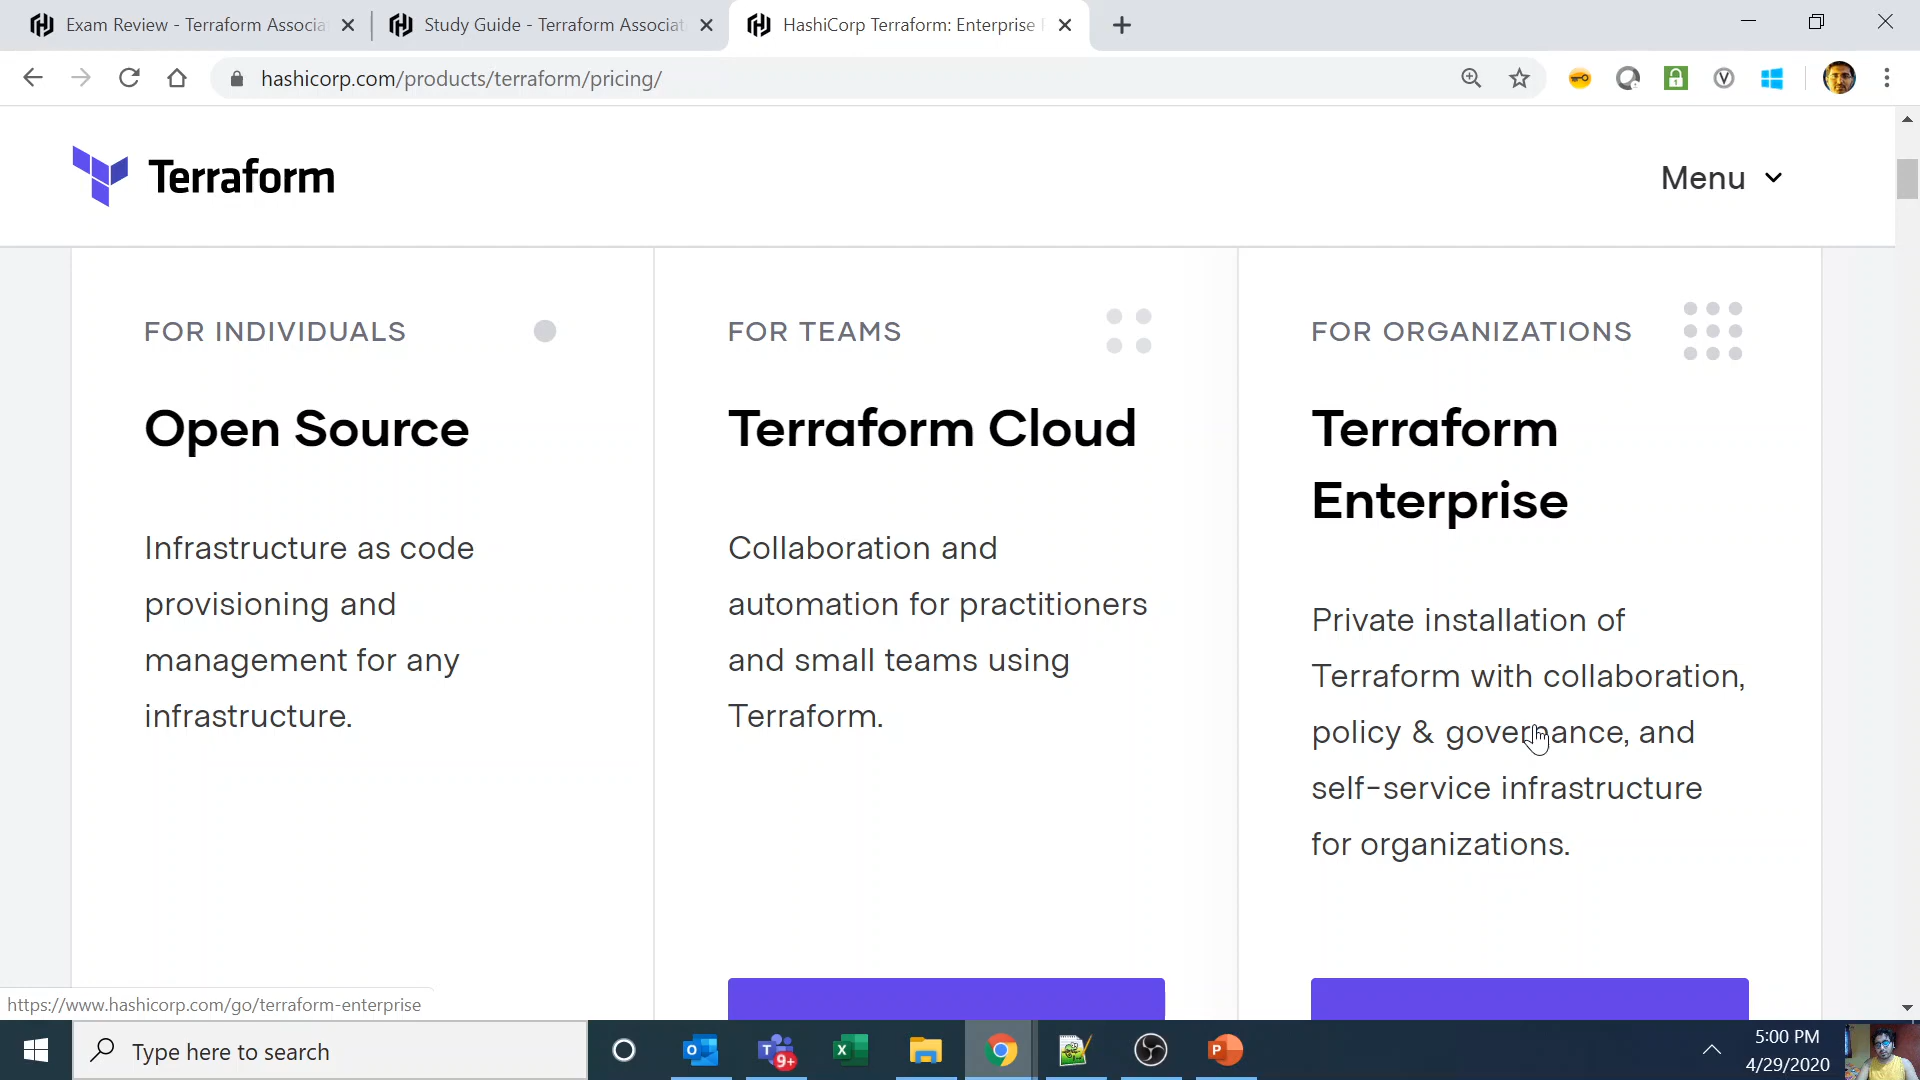 Exam Review - Terraform Associa
Study Guide - Terraform Associat
HashiCorp Terraform: Enterprise
hashicorp.com/products/terraform/pricing/
Terraform
Menu
FOR INDIVIDUALS
Open Source
Infrastructure as code
provisioning and
management for any
infrastructure.
FOR TEAMS
Terraform Cloud
Collaboration and
automation for practitioners
and small teams using
Terraform.
FOR ORGANIZATIONS
Terraform
Enterprise
Private installation of
Terraform with collaboration,
policy & governance, and
self-service infrastructure
for organizations.
https://www.hashicorp.com/go/terraform-enterprise
Type here to search
9+
5:00 PM
4/29/2020